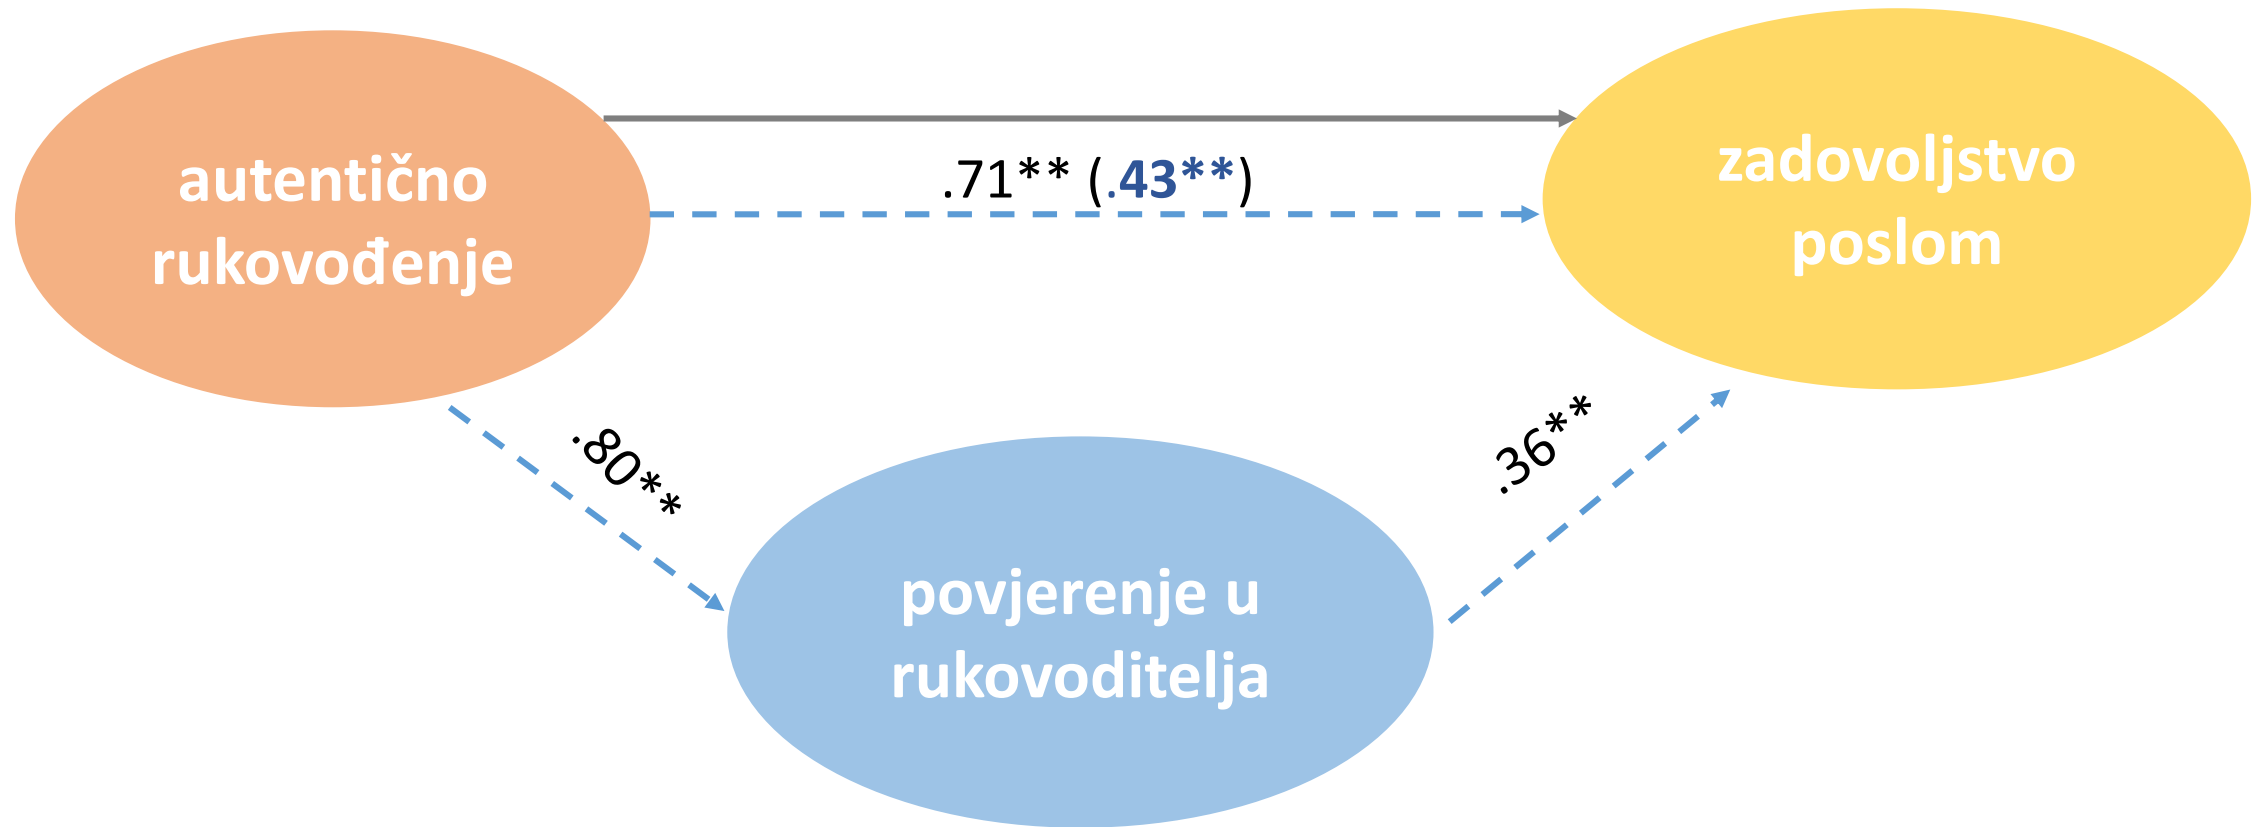 autentično
rukovođenje
.71** (.43**)
zadovoljstvo
poslom
.80**
.36**
povjerenje u
rukovoditelja